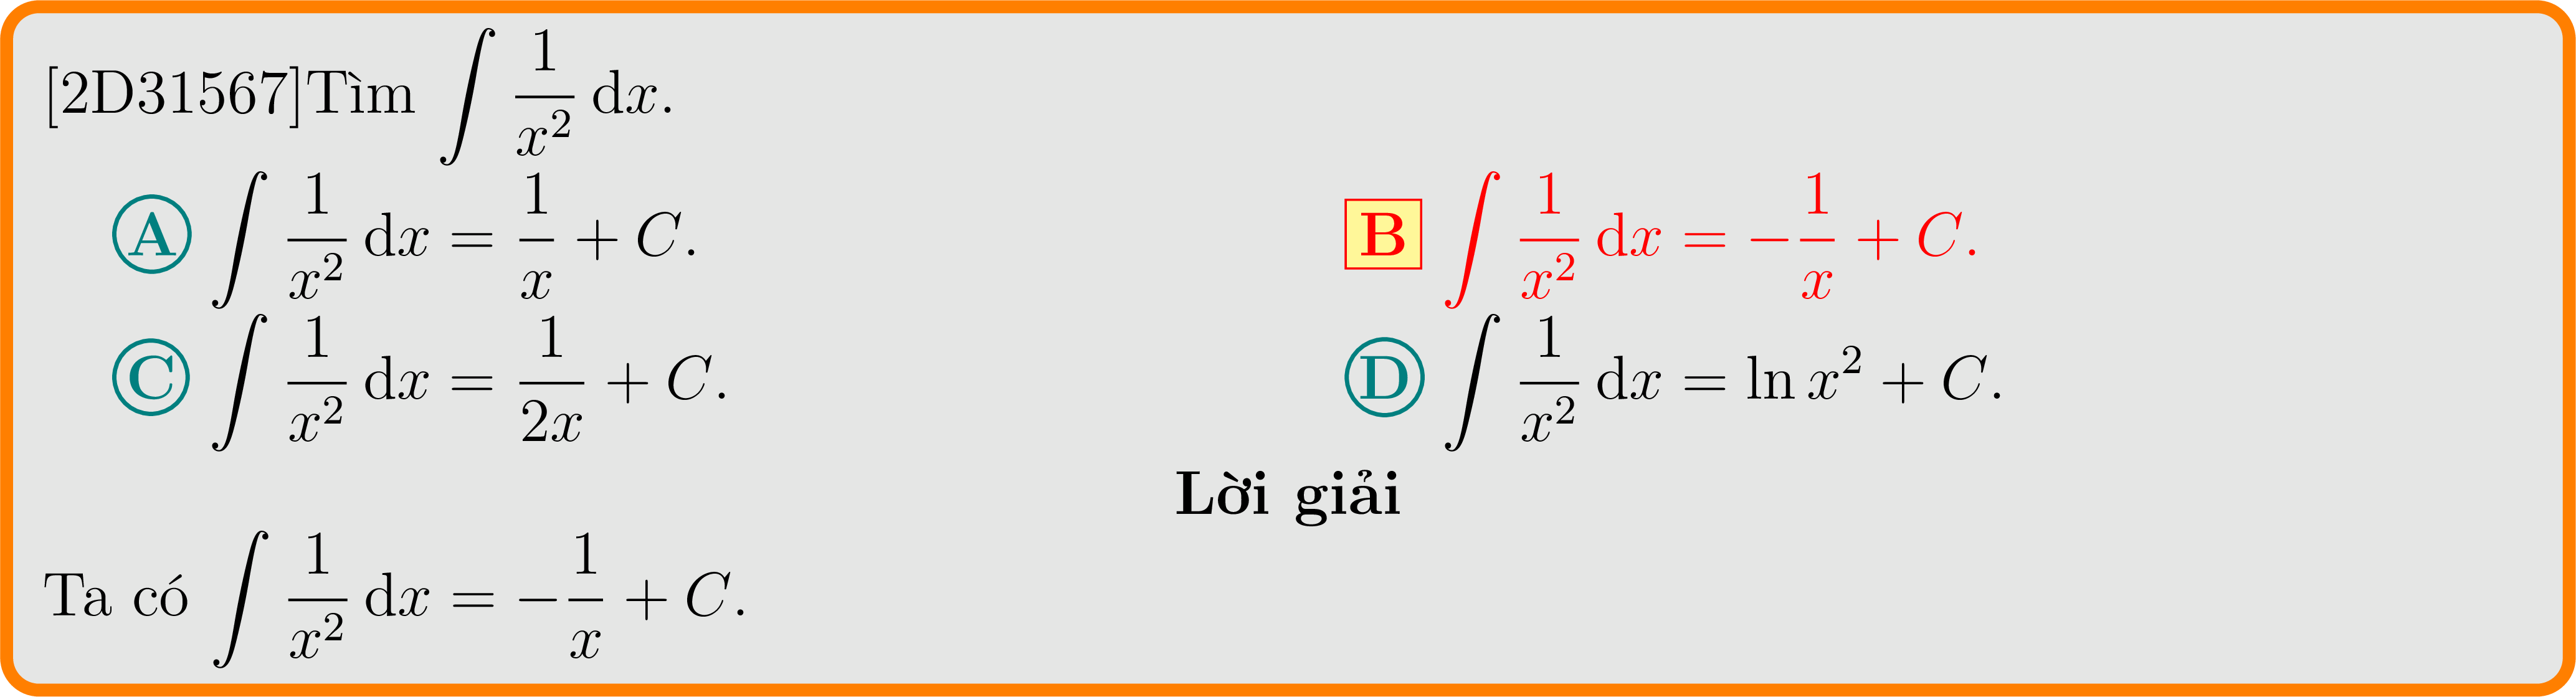 [2D31567]Tìm $\int \frac{1}{x^2}\,\mathrm{d}x.$
A $\int \frac{1}{x^2}\,\mathrm{d}x = \frac{1}{x} + C.$ B $\int \frac{1}{x^2}\,\mathrm{d}x = -\frac{1}{x} + C.$
C $\int \frac{1}{x^2}\,\mathrm{d}x = \frac{1}{2x} + C.$ D $\int \frac{1}{x^2}\,\mathrm{d}x = \ln x^2 + C.$
Lời giải
Ta có $\int \frac{1}{x^2}\,\mathrm{d}x = -\frac{1}{x} + C.$